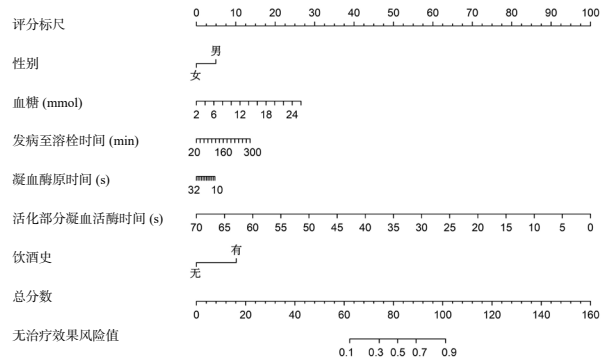 评分标尺 0 10 20 30 40 50 60 70 80 90 100
性别 男
女
血糖 (mmol)
2 6 12 18 24
发病至溶栓时间 (min)
20 160 300
凝血酶原时间 (s)
32 10
活化部分凝血活酶时间 (s)
70 65 60 55 50 45 40 35 30 25 20 15 10 5 0
饮酒史 有
无
总分数
0 20 40 60 80 100 120 140 160
无治疗效果风险值
0.1 0.3 0.5 0.7 0.9